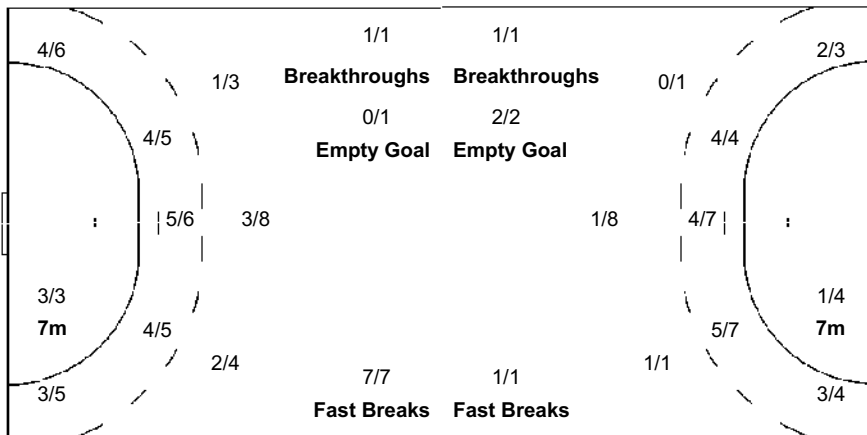 1/1 1/1
4/6 2/3
Breakthroughs Breakthroughs
1/3 0/1
0/1 2/2
4/5 4/4
Empty Goal Empty Goal
5/6 3/8 1/8 4/7
3/3 1/4
7m 4/5 5/7 7m
2/4 1/1
7/7 1/1
3/5 3/4
Fast Breaks Fast Breaks